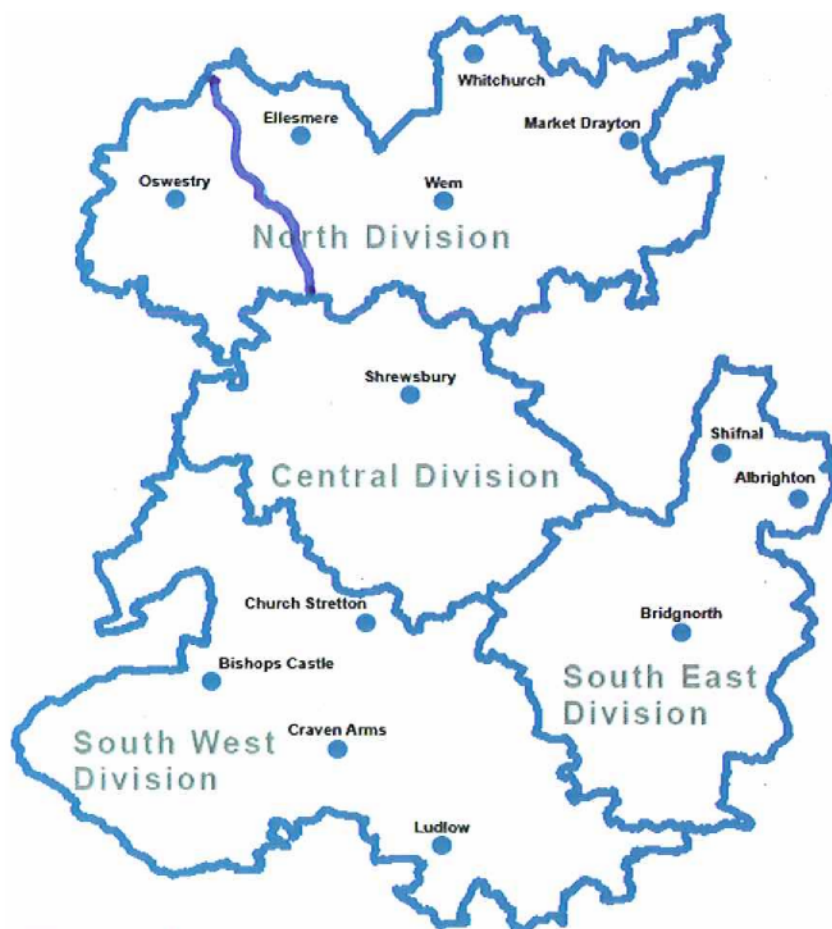 Whitchurch
Ellesmere
Market Drayton
Oswestry
Wem
North Division
Shrewsbury
Shifnal
Albrighton
Central Division
Church Stretton
Bridgnorth
Bishops Castle
South East
Division
Craven Arms
South West
Division
Ludlow